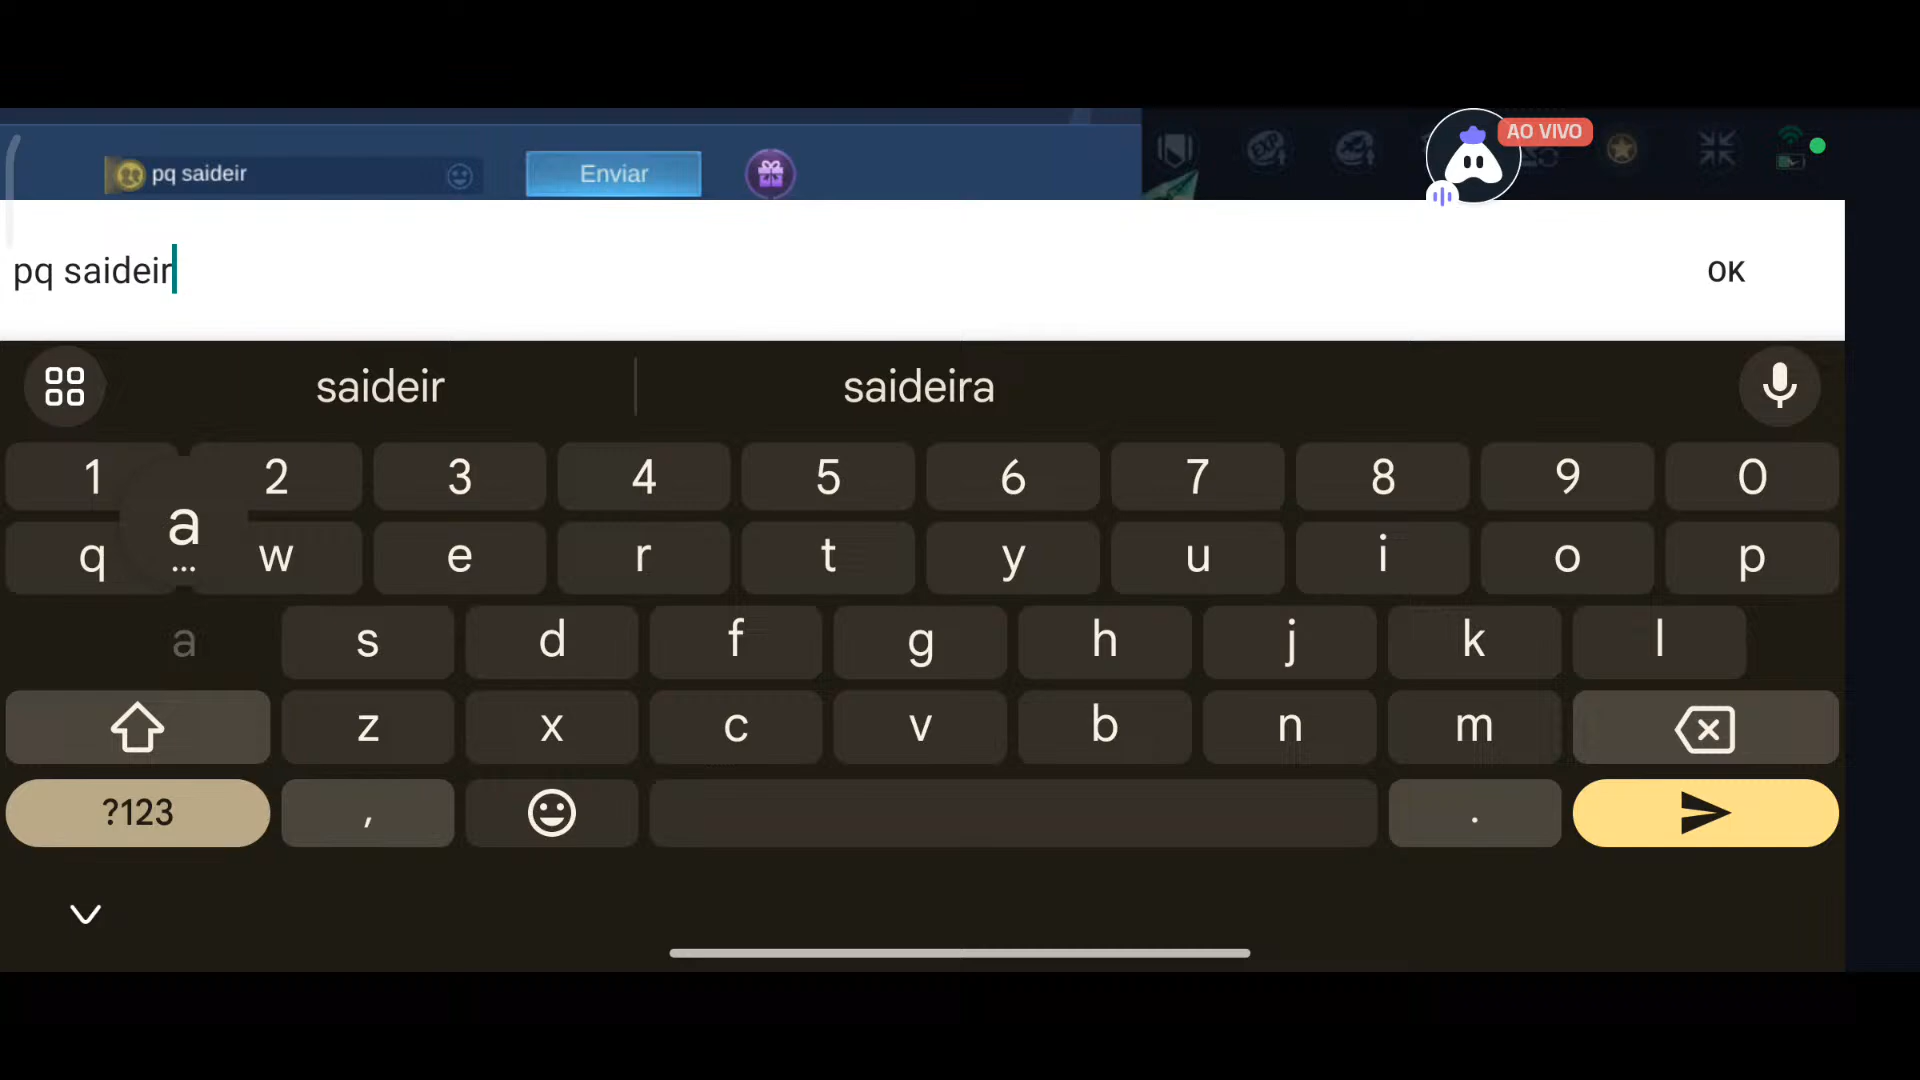 AO VIVO
pq saideir
Enviar
pq saideir
OK
saideir
saideira
1 2 3 4 5 6 7 8 9 0
a
q w e r t y u i o p
a s d f g h j k l
z x c v b n m
?123 , .